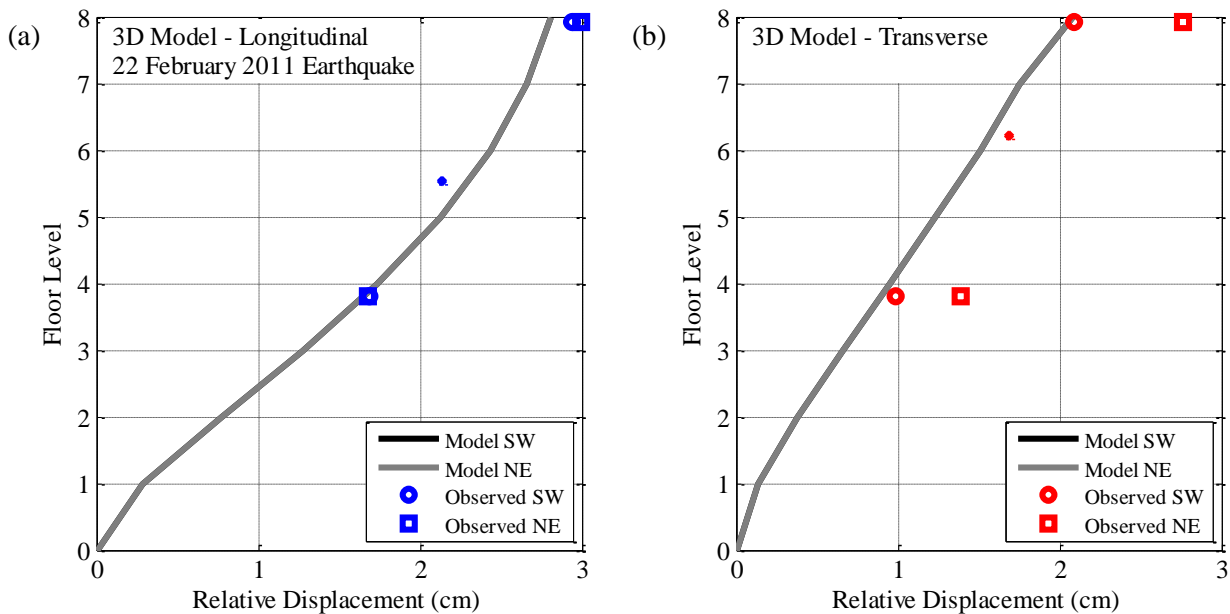 (a)
3D Model - Longitudinal
22 February 2011 Earthquake
8
7
6
5
4
3
2
1
0
Floor Level
Model SW
Model NE
Observed SW
Observed NE
0 1 2 3
Relative Displacement (cm)
(b)
3D Model - Transverse
8
7
6
5
4
3
2
1
0
Floor Level
Model SW
Model NE
Observed SW
Observed NE
0 1 2 3
Relative Displacement (cm)